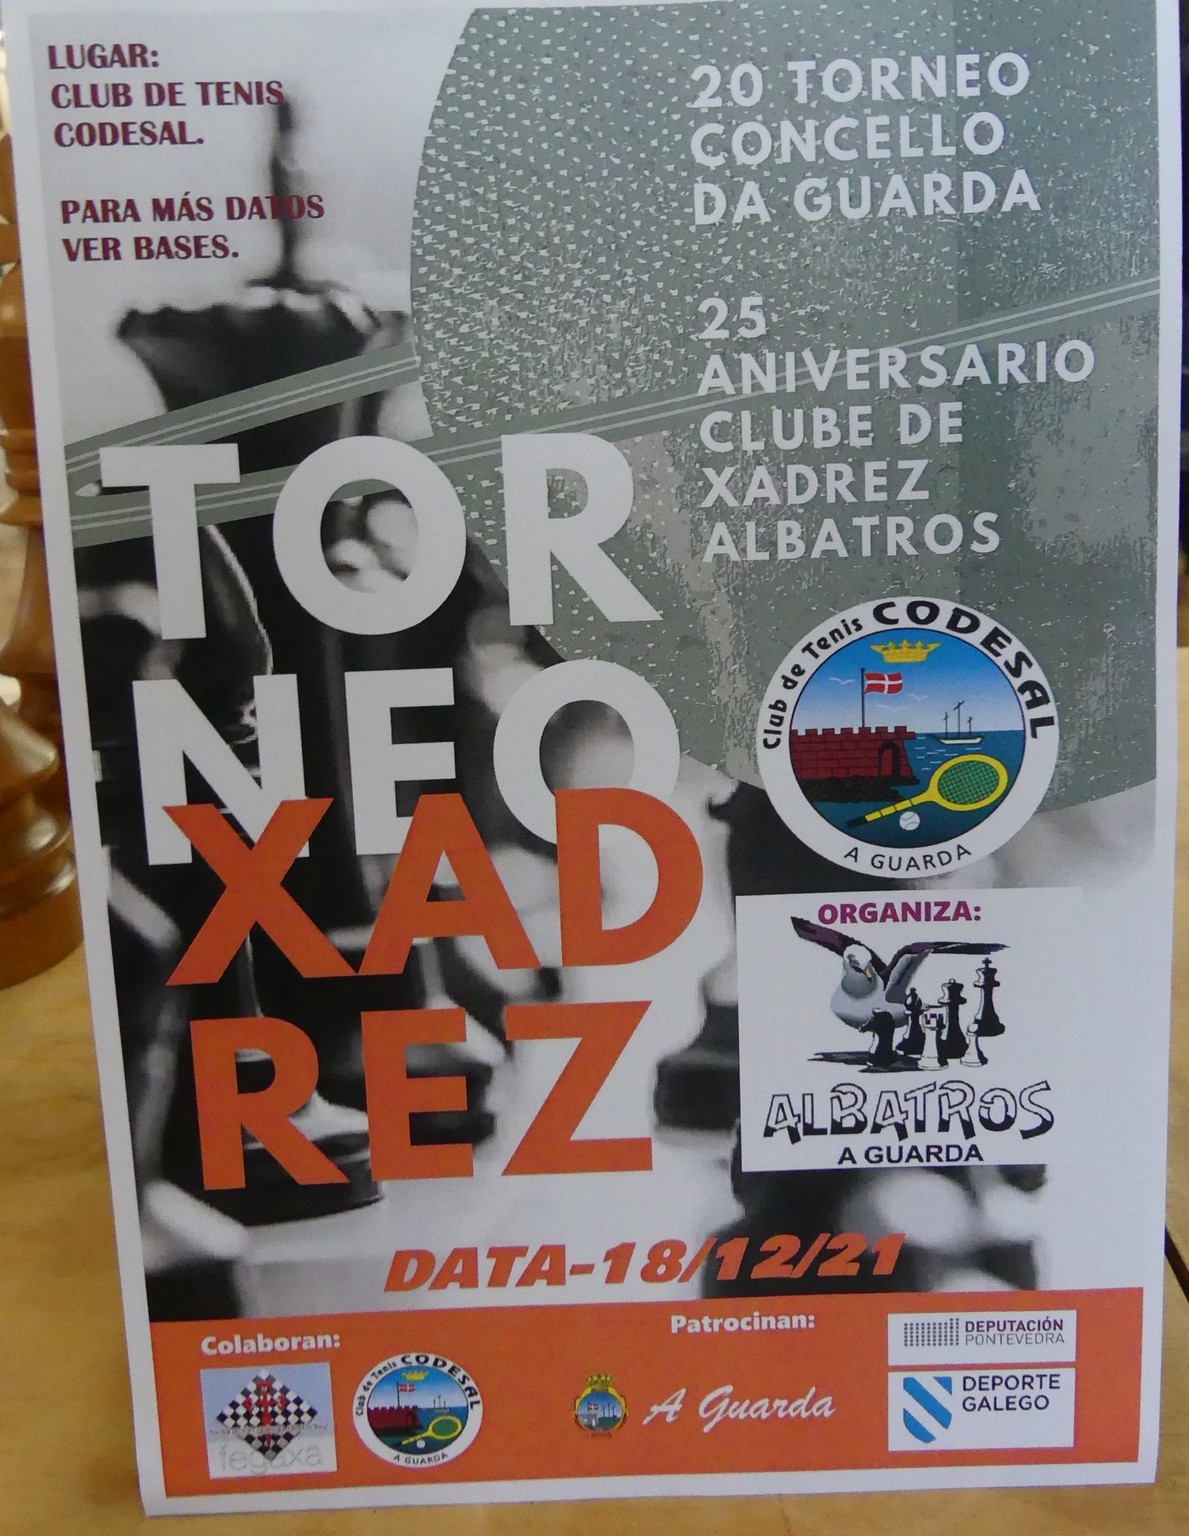 LUGAR:
CLUB DE TENIS
CODESAL.
PARA MÁS DATOS
VER BASES.
20 TORNEO
CONCELLO
DA GUARDA
25
ANIVERSARIO
CLUBE DE
XADREZ
ALBATROS
TOR
NEO
XAD
REZ
Club de Tenis CODESAL
A GUARDA
ORGANIZA:
ALBATROS
A GUARDA
DATA-18/12/21
Colaboran:
fegaxa
Club de Tenis CODESAL
A GUARDA
Patrocinan:
A Guarda
DEPUTACIÓN
PONTEVEDRA
DEPORTE
GALEGO